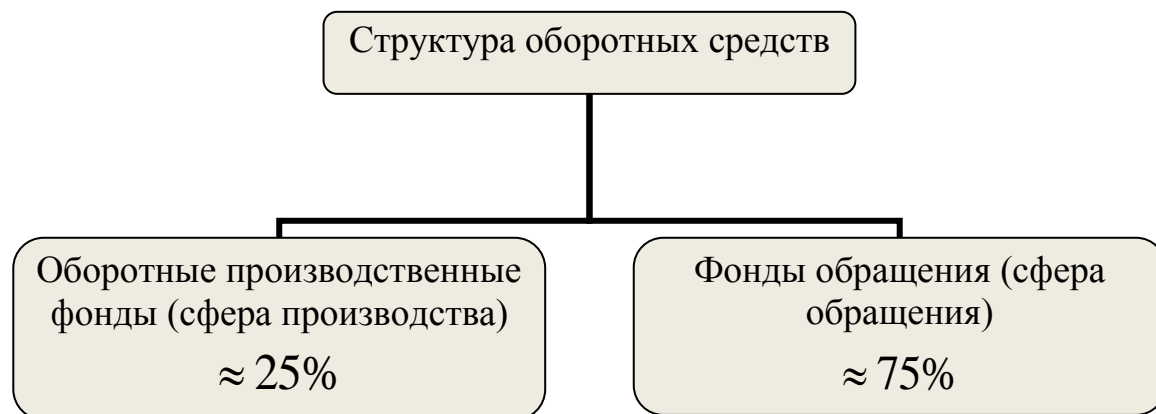 Структура оборотных средств
Оборотные производственные
фонды (сфера производства)
≈ 25%
Фонды обращения (сфера
обращения)
≈ 75%